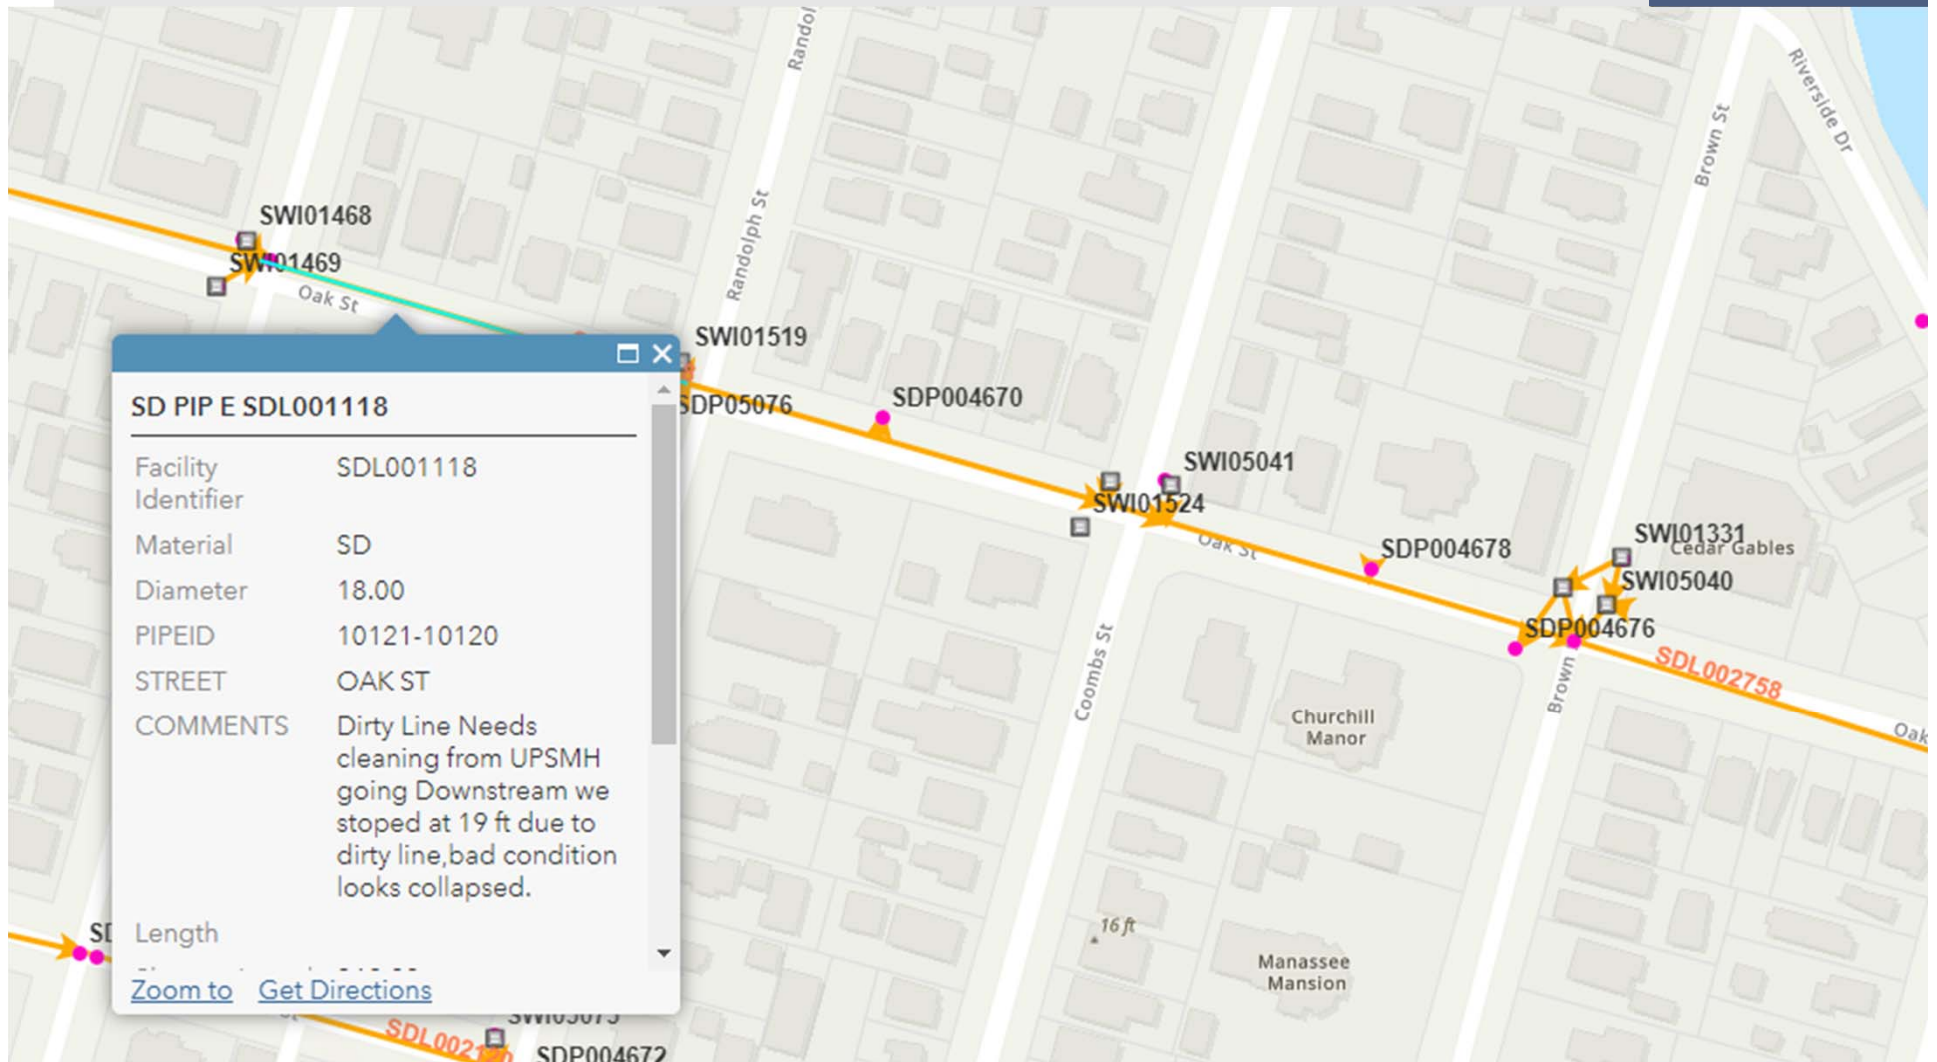 Randol
Riverside Dr
Brown St
SWI01468
SWI01469
Oak St
Randolph St
SWI01519
SDP05076
SDP004670
SWI05041
SWI01524
Oak St
SDP004678
SWI01331
Cedar Gables
SWI05040
SDP004676
SDL002758
Brown
Oak
Coombs St
Churchill
Manor
16 ft
Manassee
Mansion
SD PIP E SDL001118
Facility Identifier SDL001118
Material SD
Diameter 18.00
PIPEID 10121-10120
STREET OAK ST
COMMENTS Dirty Line Needs
cleaning from UPSMH
going Downstream we
stoped at 19 ft due to
dirty line,bad condition
looks collapsed.
Length
Zoom to Get Directions
SDP004672